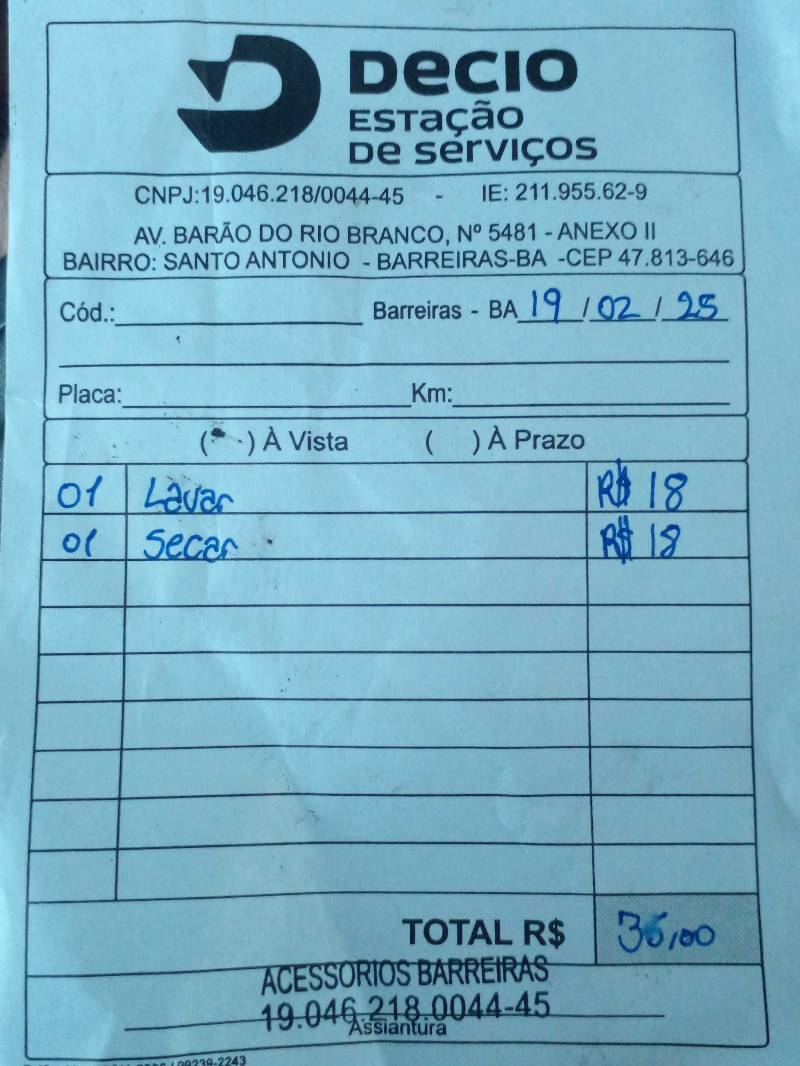 Decio
Estação
de serviços
CNPJ:19.046.218/0044-45 - IE: 211.955.62-9
AV. BARÃO DO RIO BRANCO, Nº 5481 - ANEXO II
BAIRRO: SANTO ANTONIO - BARREIRAS-BA -CEP 47.813-646
Cód.: Barreiras - BA 19 / 02 / 25
Placa: Km:
( ) À Vista ( ) À Prazo
01 Lavar R$ 18
01 Secar R$ 18
TOTAL R$ 36,00
ACESSORIOS BARREIRAS
19.046.218.0044-45
Assiantura
99239-2243